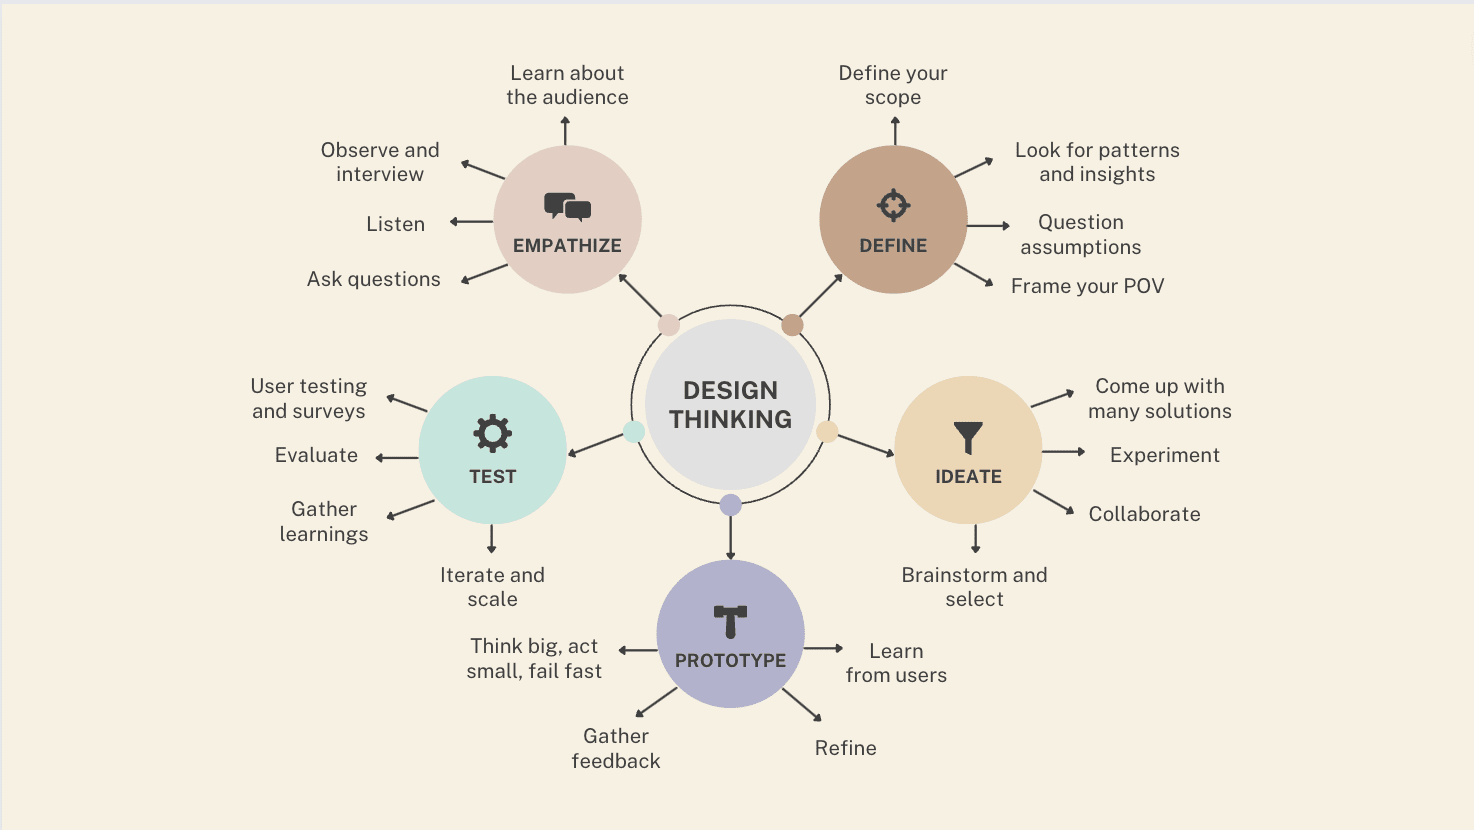 Learn about
the audience
Observe and
interview
Listen
Ask questions
EMPATHIZE
Define your
scope
Look for patterns
and insights
Question
assumptions
Frame your POV
DEFINE
DESIGN
THINKING
User testing
and surveys
Evaluate
Gather
learnings
Iterate and
scale
TEST
Come up with
many solutions
Experiment
Collaborate
Brainstorm and
select
IDEATE
Think big, act
small, fail fast
Gather
feedback
PROTOTYPE
Learn
from users
Refine